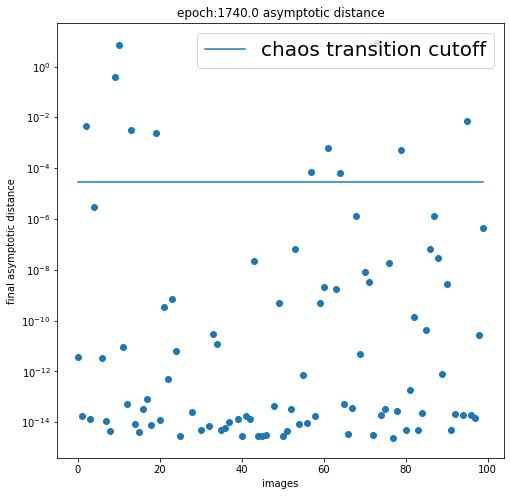 epoch:1740.0 asymptotic distance
chaos transition cutoff
final asymptotic distance
10^0
10^-2
10^-4
10^-6
10^-8
10^-10
10^-12
10^-14
0 20 40 60 80 100
images